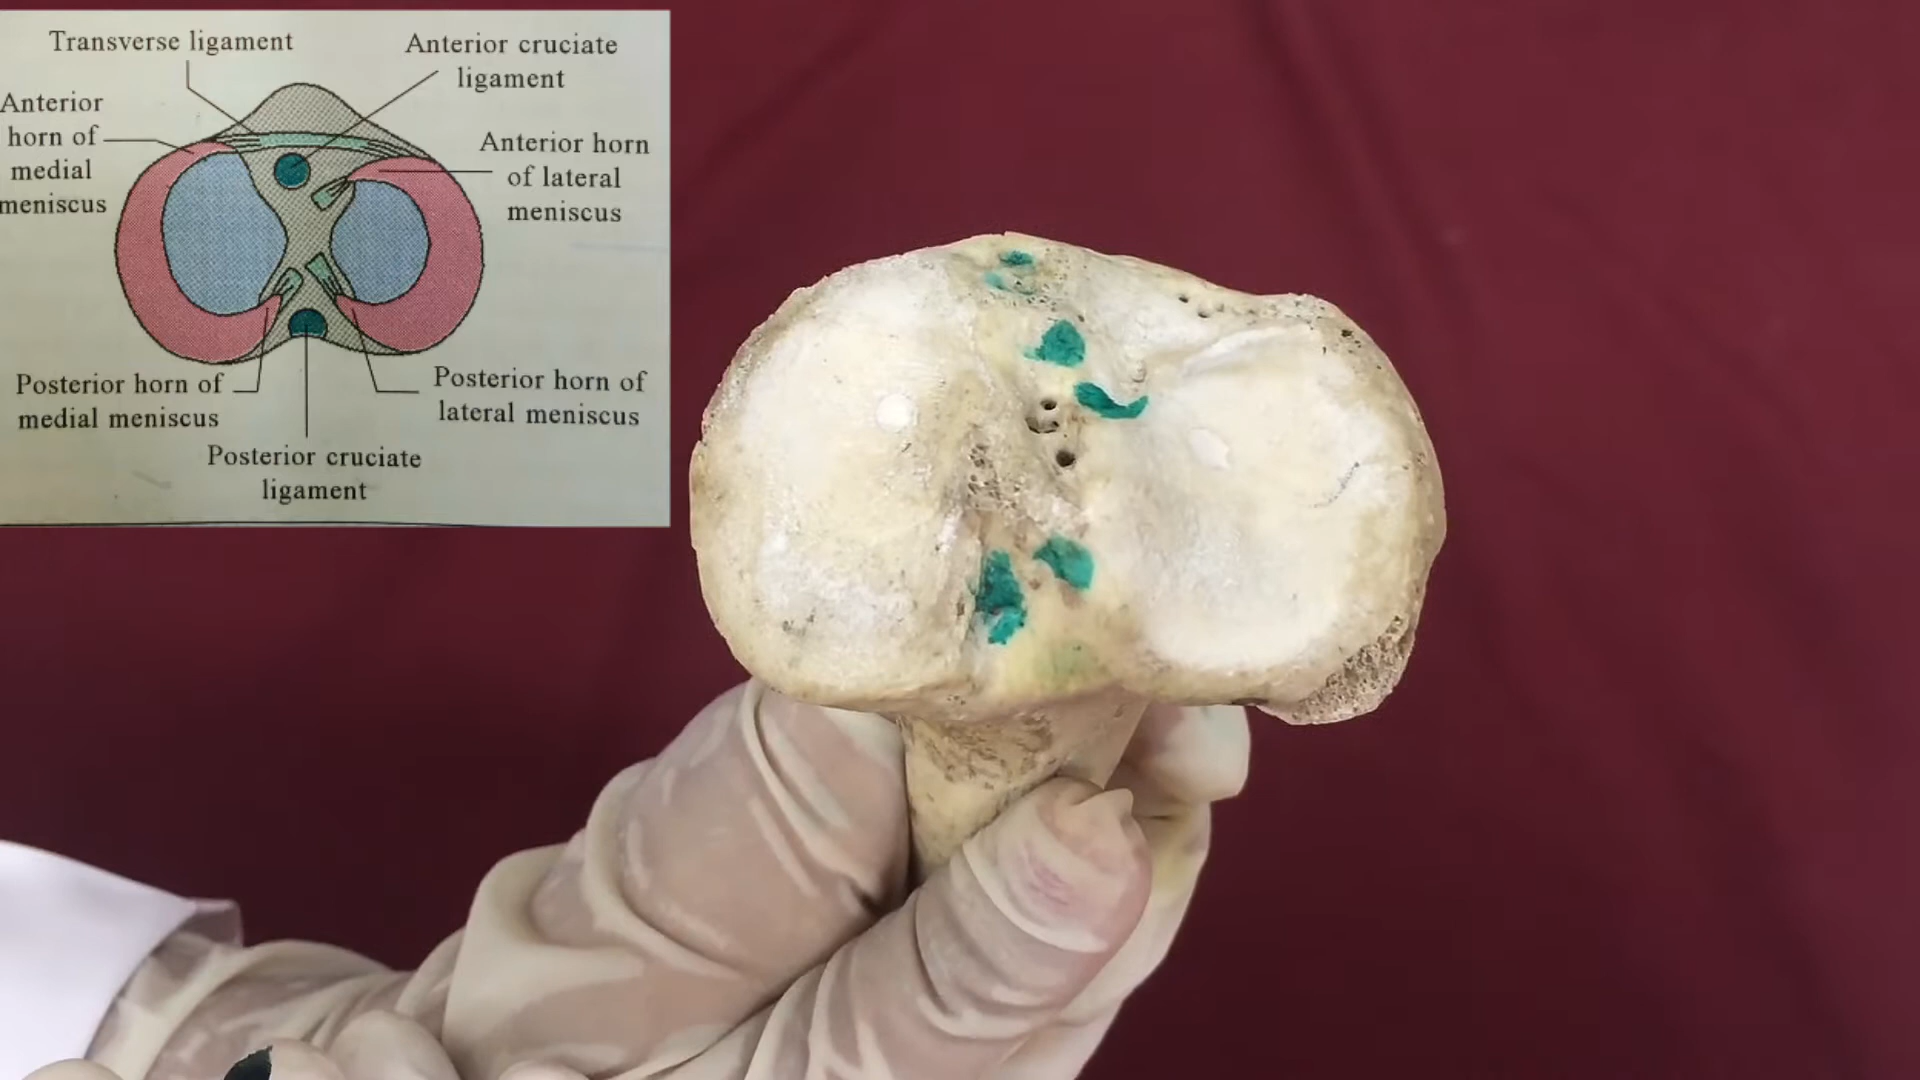 Transverse ligament
Anterior cruciate
ligament
Anterior
horn of
medial
meniscus
Anterior horn
of lateral
meniscus
Posterior horn of
medial meniscus
Posterior horn of
lateral meniscus
Posterior cruciate
ligament